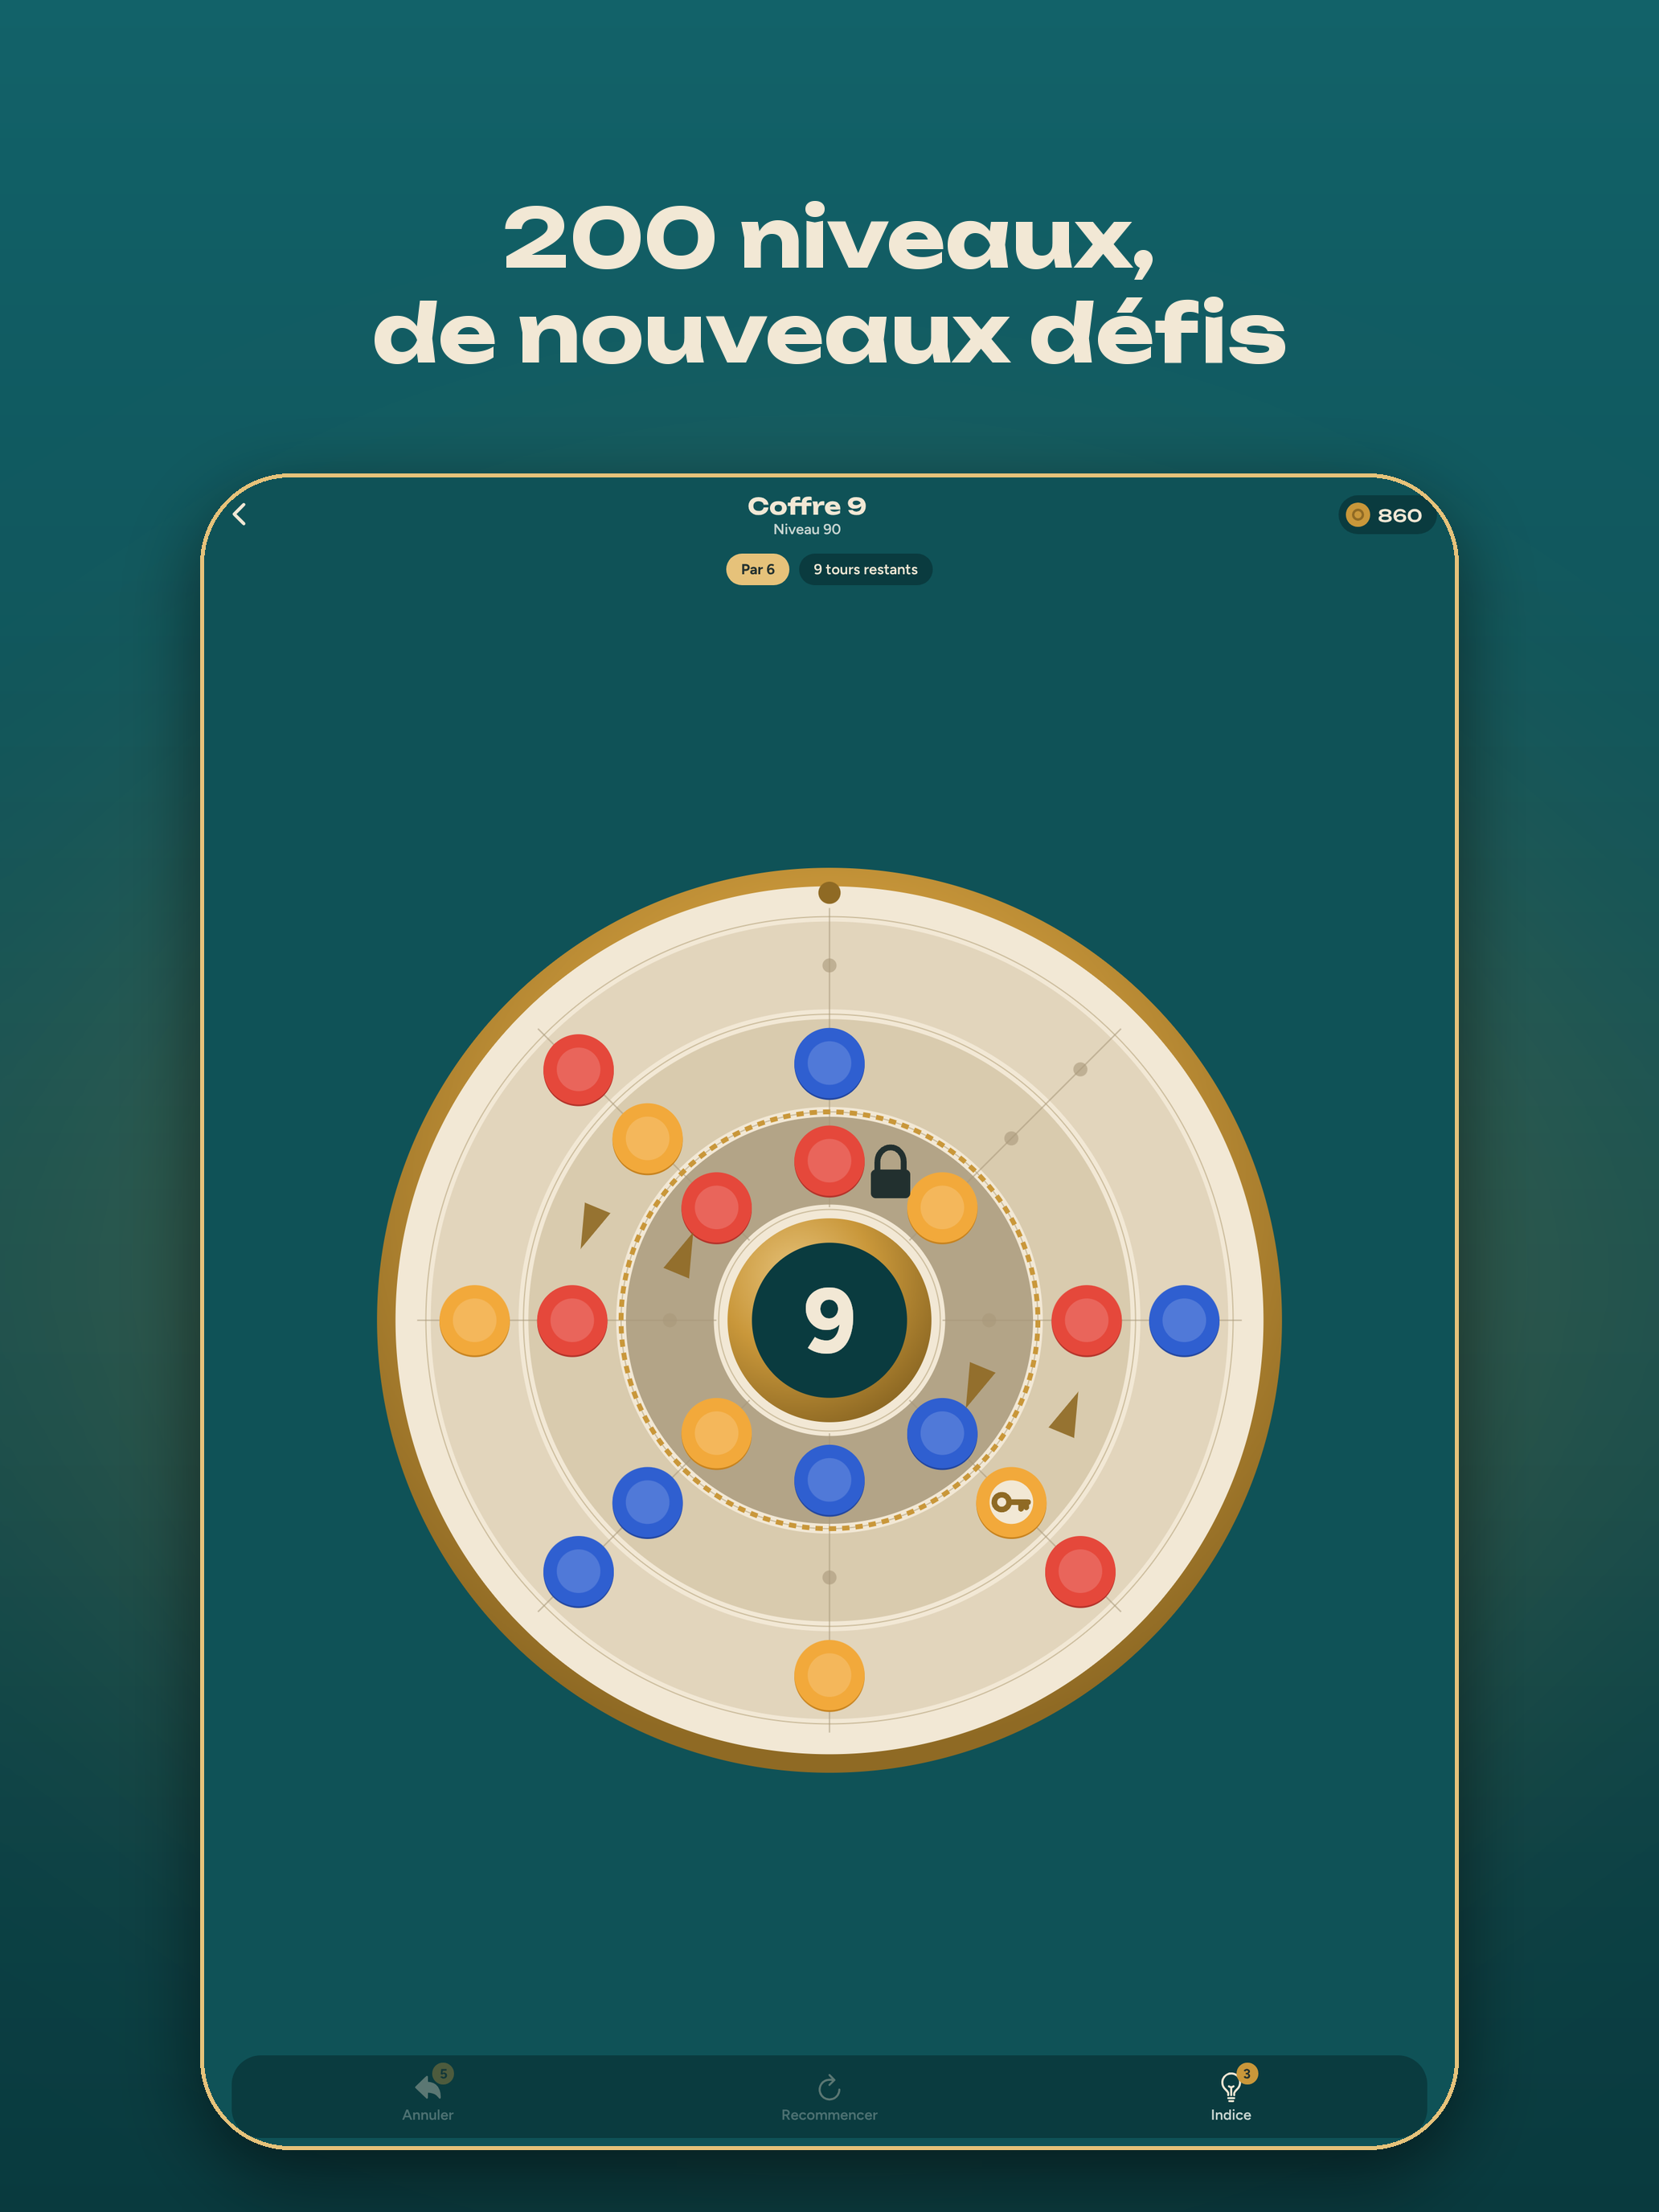 200 niveaux,
de nouveaux défis
Coffre 9
Niveau 90
860
Par 6
9 tours restants
9
5
Annuler
Recommencer
3
Indice